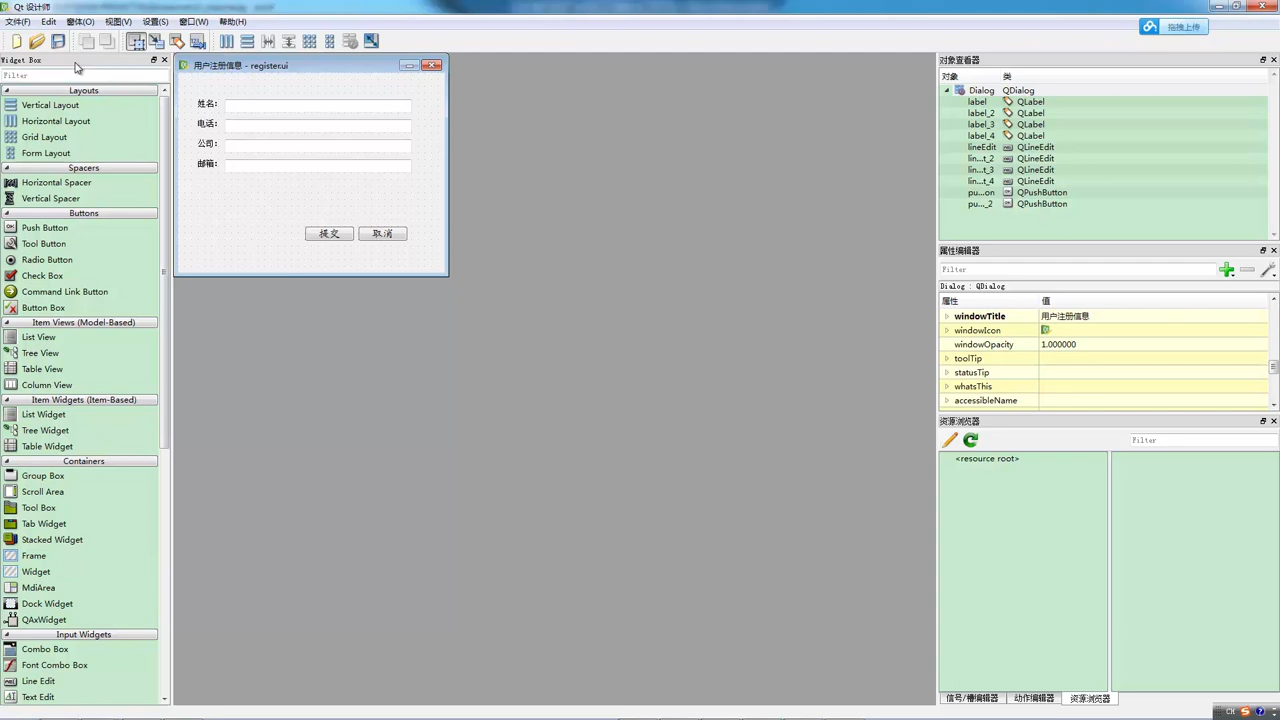 Qt 设计师
文件(F) Edit 窗体(O) 视图(V) 设置(S) 窗口(W) 帮助(H)
拖拽上传
Widget Box
Filter
Layouts
Vertical Layout
Horizontal Layout
Grid Layout
Form Layout
Spacers
Horizontal Spacer
Vertical Spacer
Buttons
Push Button
Tool Button
Radio Button
Check Box
Command Link Button
Button Box
Item Views (Model-Based)
List View
Tree View
Table View
Column View
Item Widgets (Item-Based)
List Widget
Tree Widget
Table Widget
Containers
Group Box
Scroll Area
Tool Box
Tab Widget
Stacked Widget
Frame
Widget
MdiArea
Dock Widget
QAxWidget
Input Widgets
Combo Box
Font Combo Box
Line Edit
Text Edit
用户注册信息 - register.ui
姓名:
电话:
公司:
邮箱:
提交 取消
对象查看器
对象 类
Dialog QDialog
label QLabel
label_2 QLabel
label_3 QLabel
label_4 QLabel
lineEdit QLineEdit
lin...t_2 QLineEdit
lin...t_3 QLineEdit
lin...t_4 QLineEdit
pu...on QPushButton
pu..._2 QPushButton
属性编辑器
Filter
Dialog : QDialog
属性 值
windowTitle 用户注册信息
windowIcon
windowOpacity 1.000000
toolTip
statusTip
whatsThis
accessibleName
资源浏览器
Filter
<resource root>
信号/槽编辑器 动作编辑器 资源浏览器
CH